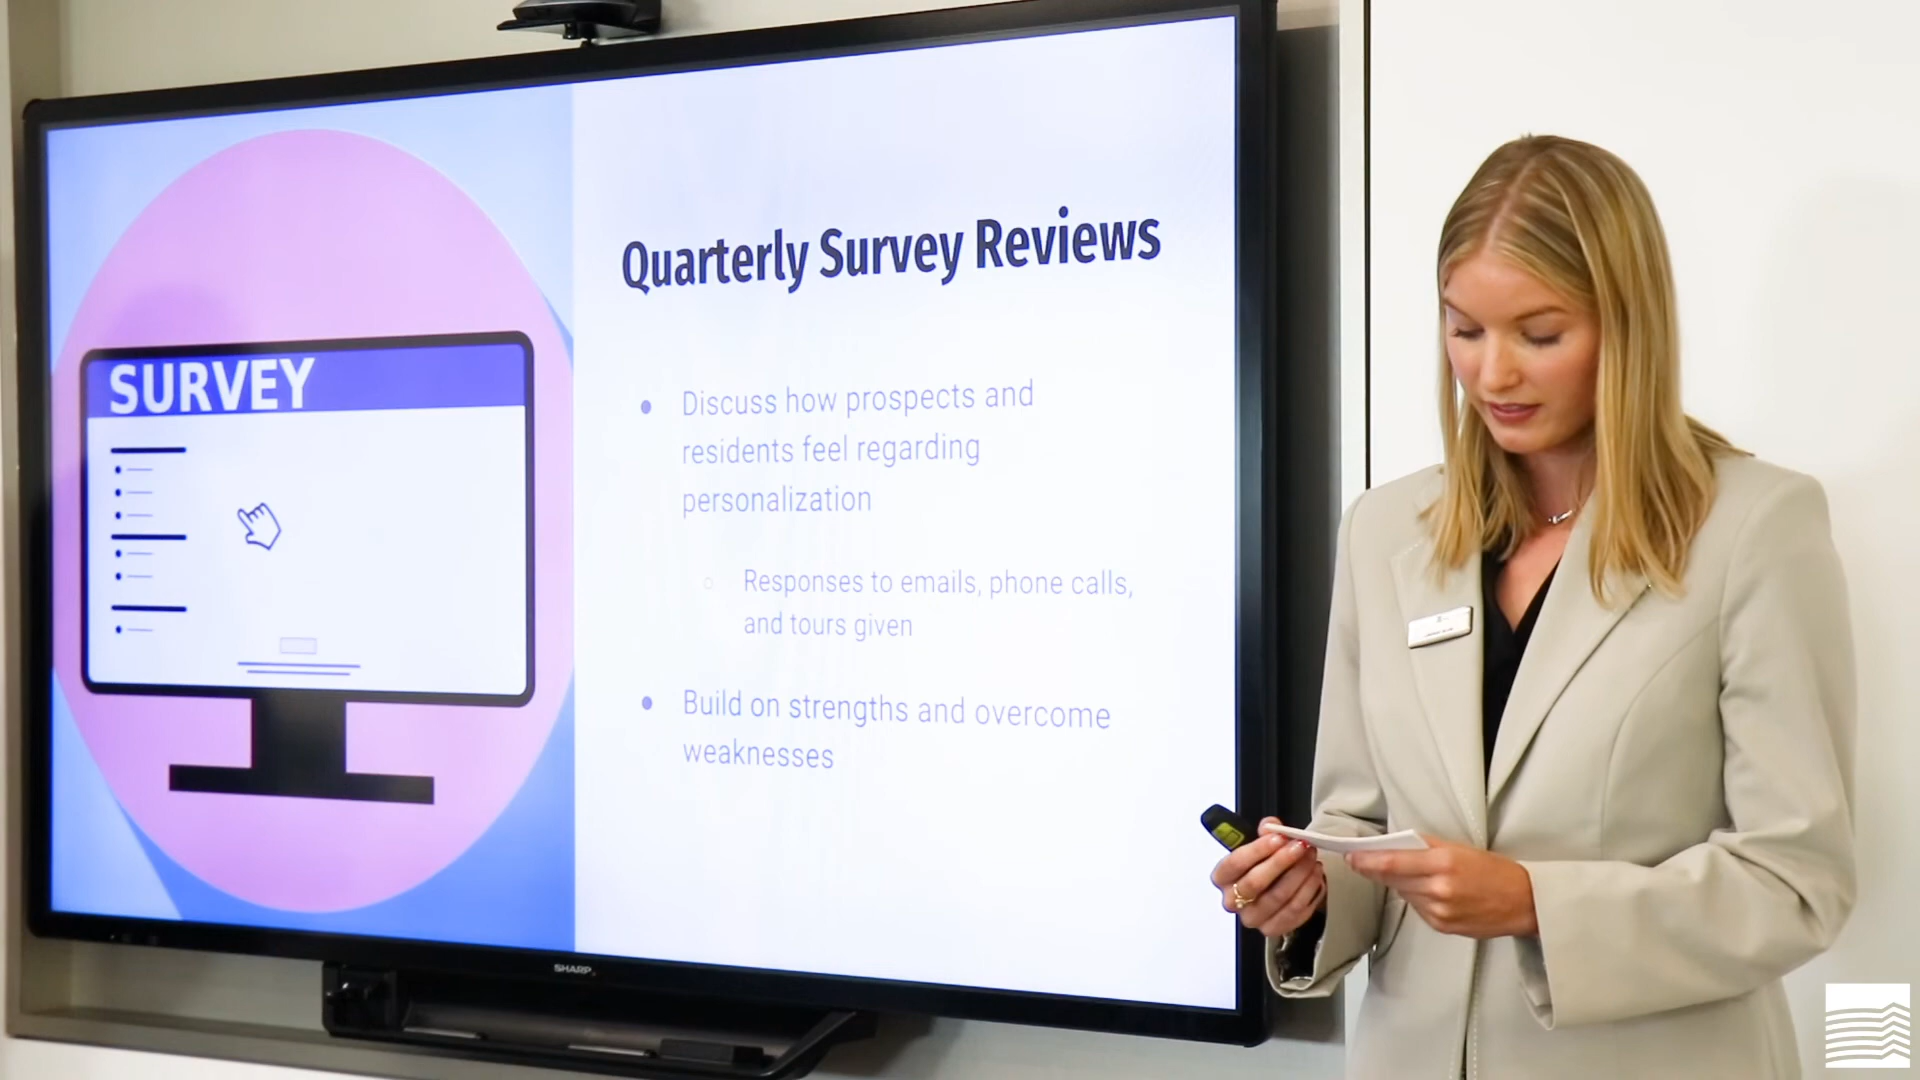 Quarterly Survey Reviews
SURVEY
Discuss how prospects and
residents feel regarding
personalization
Responses to emails, phone calls,
and tours given
Build on strengths and overcome
weaknesses
SHARP